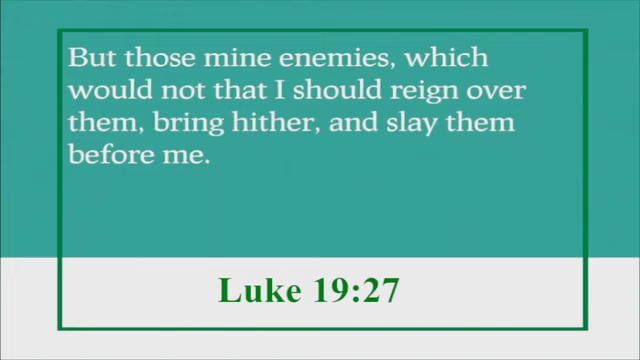 But those mine enemies, which
would not that I should reign over
them, bring hither, and slay them
before me.
Luke 19:27